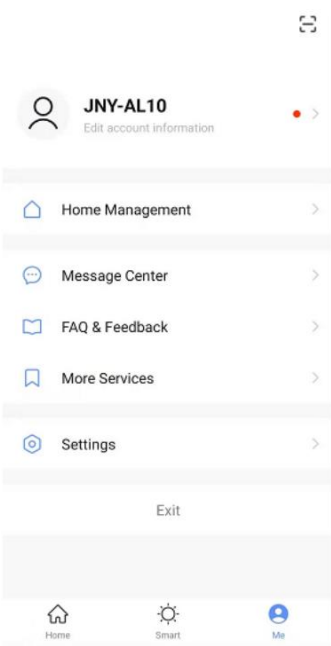 JNY-AL10
Edit account information
Home Management
Message Center
FAQ & Feedback
More Services
Settings
Exit
Home
Smart
Me